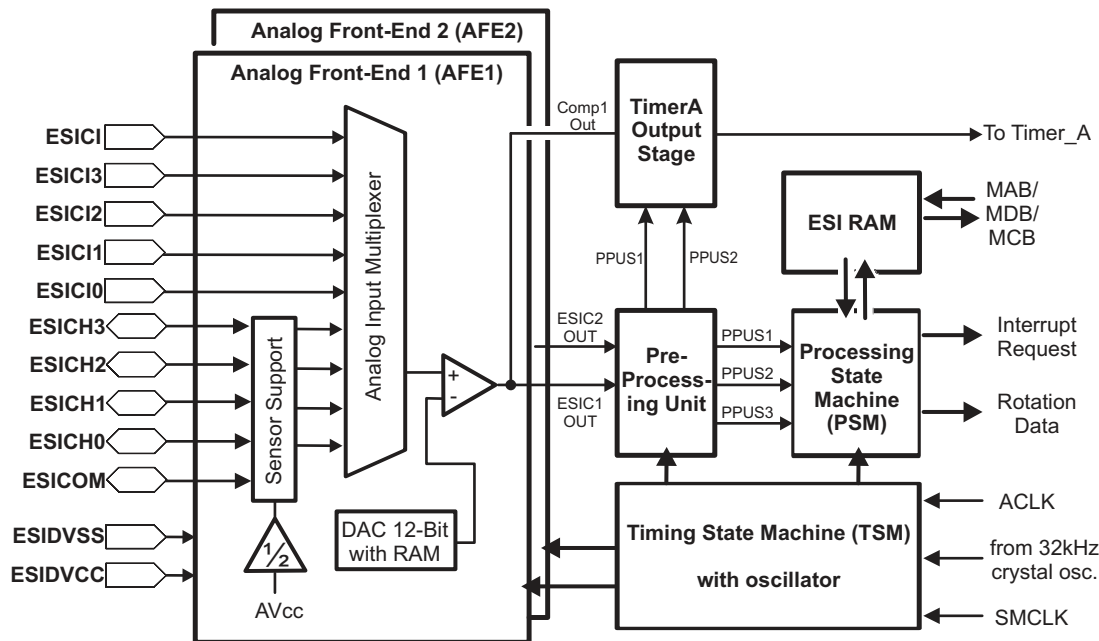 Analog Front-End 2 (AFE2)
Analog Front-End 1 (AFE1)
ESICI
ESICI3
ESICI2
ESICI1
ESICI0
ESICH3
ESICH2
ESICH1
ESICH0
ESICOM
ESIDVSS
ESIDVCC
Analog Input Multiplexer
Sensor Support
½
AVcc
+
-
DAC 12-Bit
with RAM
Comp1
Out
TimerA
Output
Stage
To Timer_A
PPUS1
PPUS2
ESI RAM
MAB/
MDB/
MCB
ESIC2
OUT
ESIC1
OUT
Pre-
Process-
ing Unit
PPUS1
PPUS2
PPUS3
Processing
State
Machine
(PSM)
Interrupt
Request
Rotation
Data
Timing State Machine (TSM)
with oscillator
ACLK
from 32kHz
crystal osc.
SMCLK